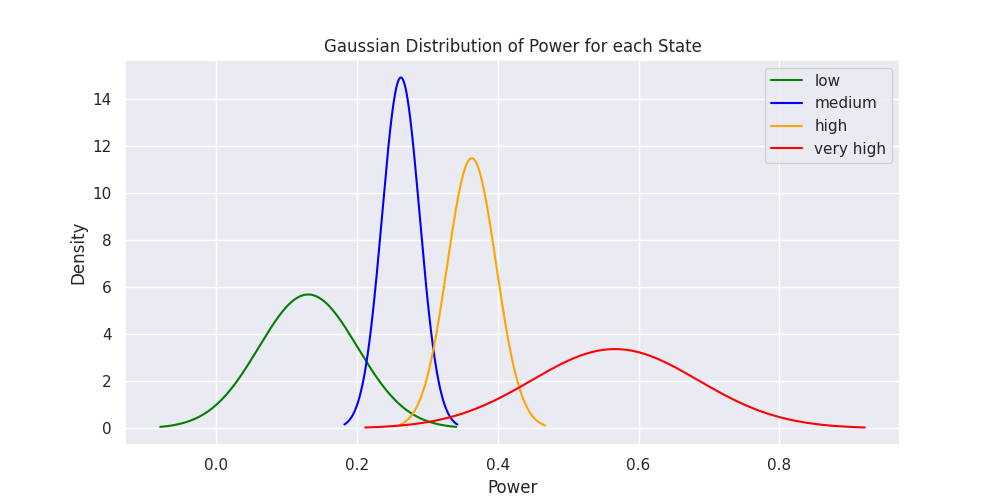 Gaussian Distribution of Power for each State
low
medium
high
very high
Density
14
12
10
8
6
4
2
0
0.0 0.2 0.4 0.6 0.8
Power